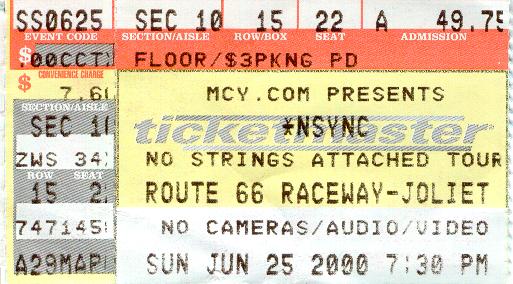 SS0625 SEC 10 15 22 A 49.75
EVENT CODE SECTION/AISLE ROW/BOX SEAT ADMISSION
$ FLOOR/$3PKNG PD
$ CONVENIENCE CHARGE
MCY.COM PRESENTS
SECTION/AISLE
ticketmaster
SEC *NSYNC
ZWS NO STRINGS ATTACHED TOUR
ROW SEAT
15 ROUTE 66 RACEWAY-JOLIET
NO CAMERAS/AUDIO/VIDEO
SUN JUN 25 2000 7:30 PM